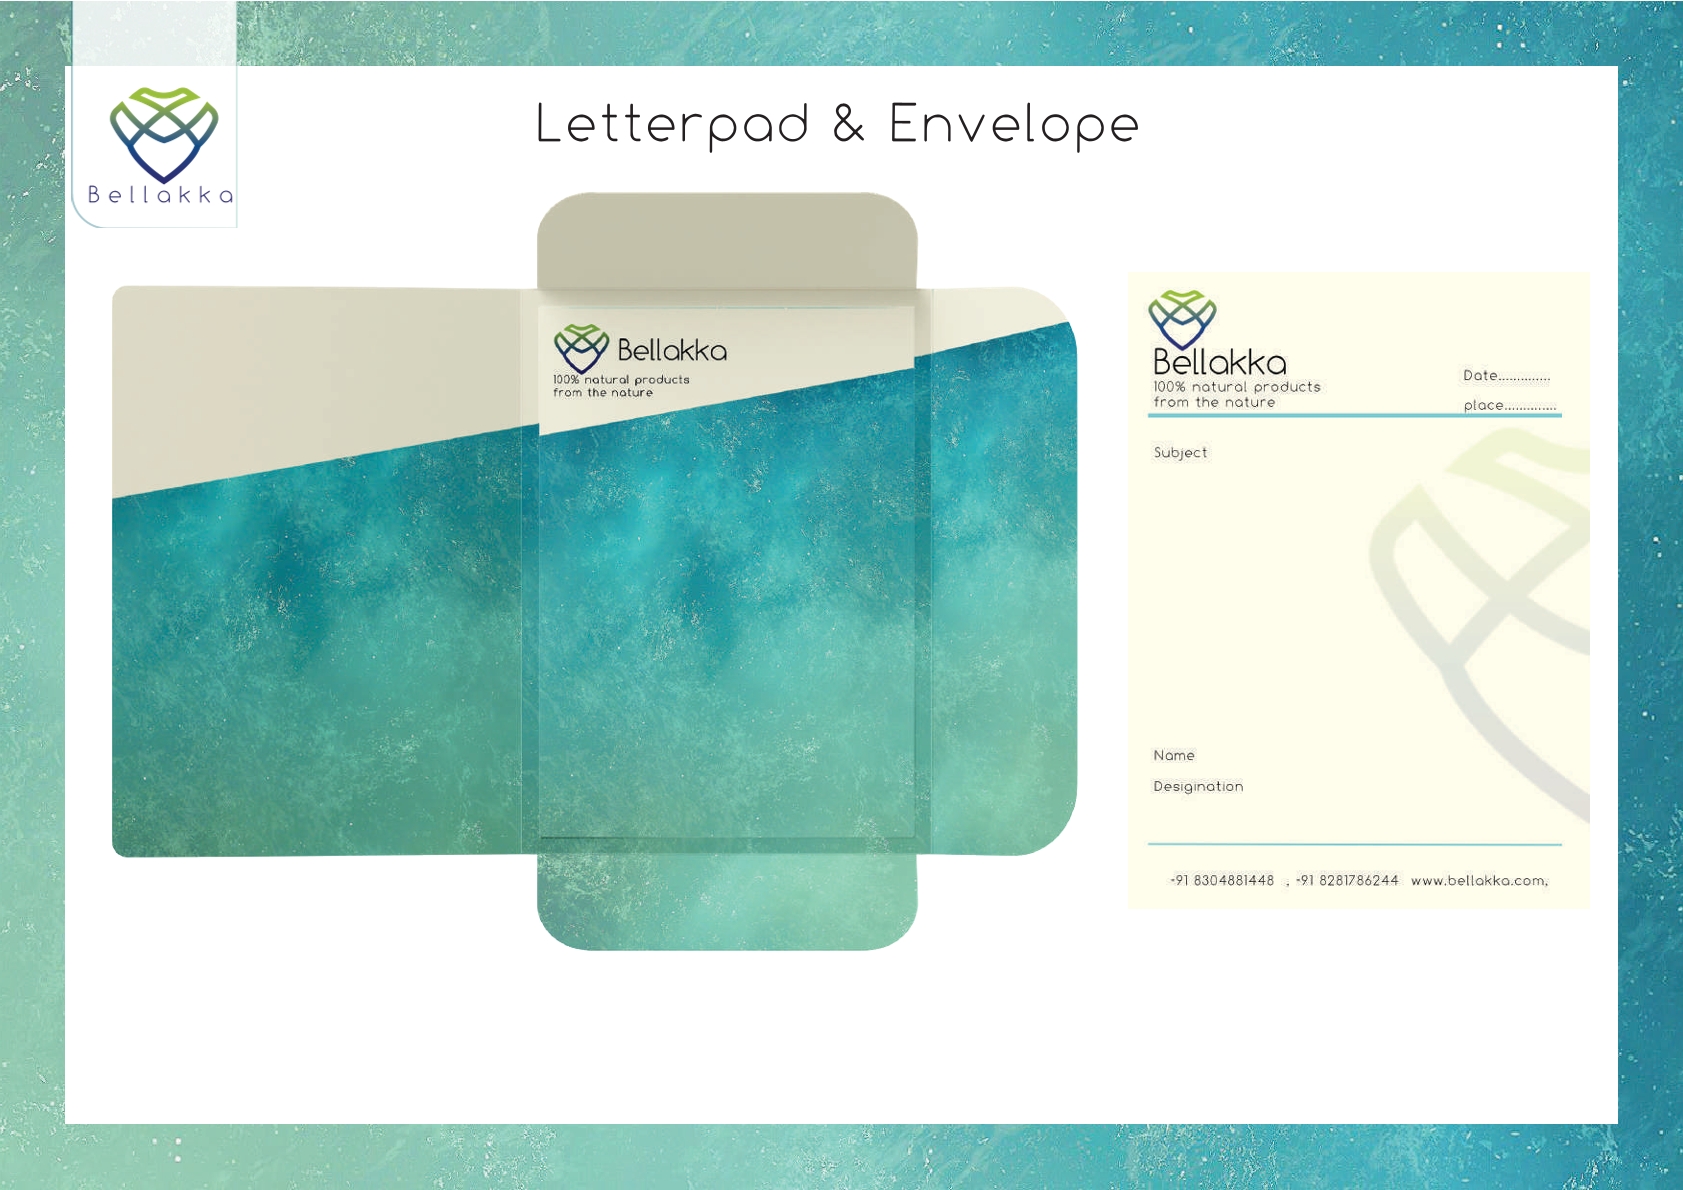 Bellakka
Letterpad & Envelope
Bellakka
100% natural products
from the nature
Bellakka
100% natural products
from the nature
Date.............
place..............
Subject
Name
Desigination
-91 8304881448 , -91 8281786244 www.bellakka.com,